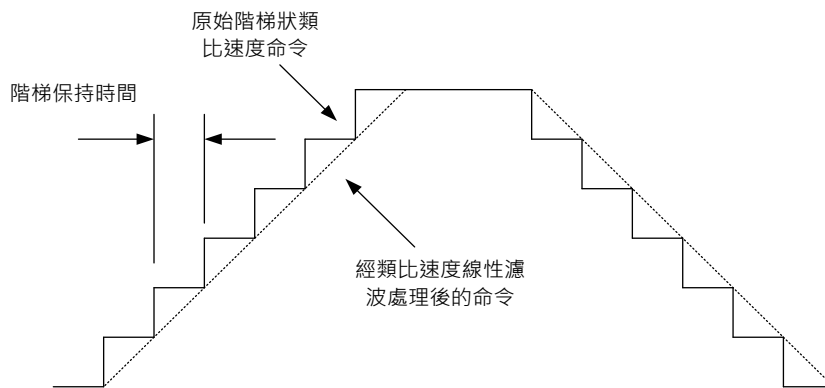 原始階梯狀類
比速度命令
階梯保持時間
經類比速度線性濾
波處理後的命令